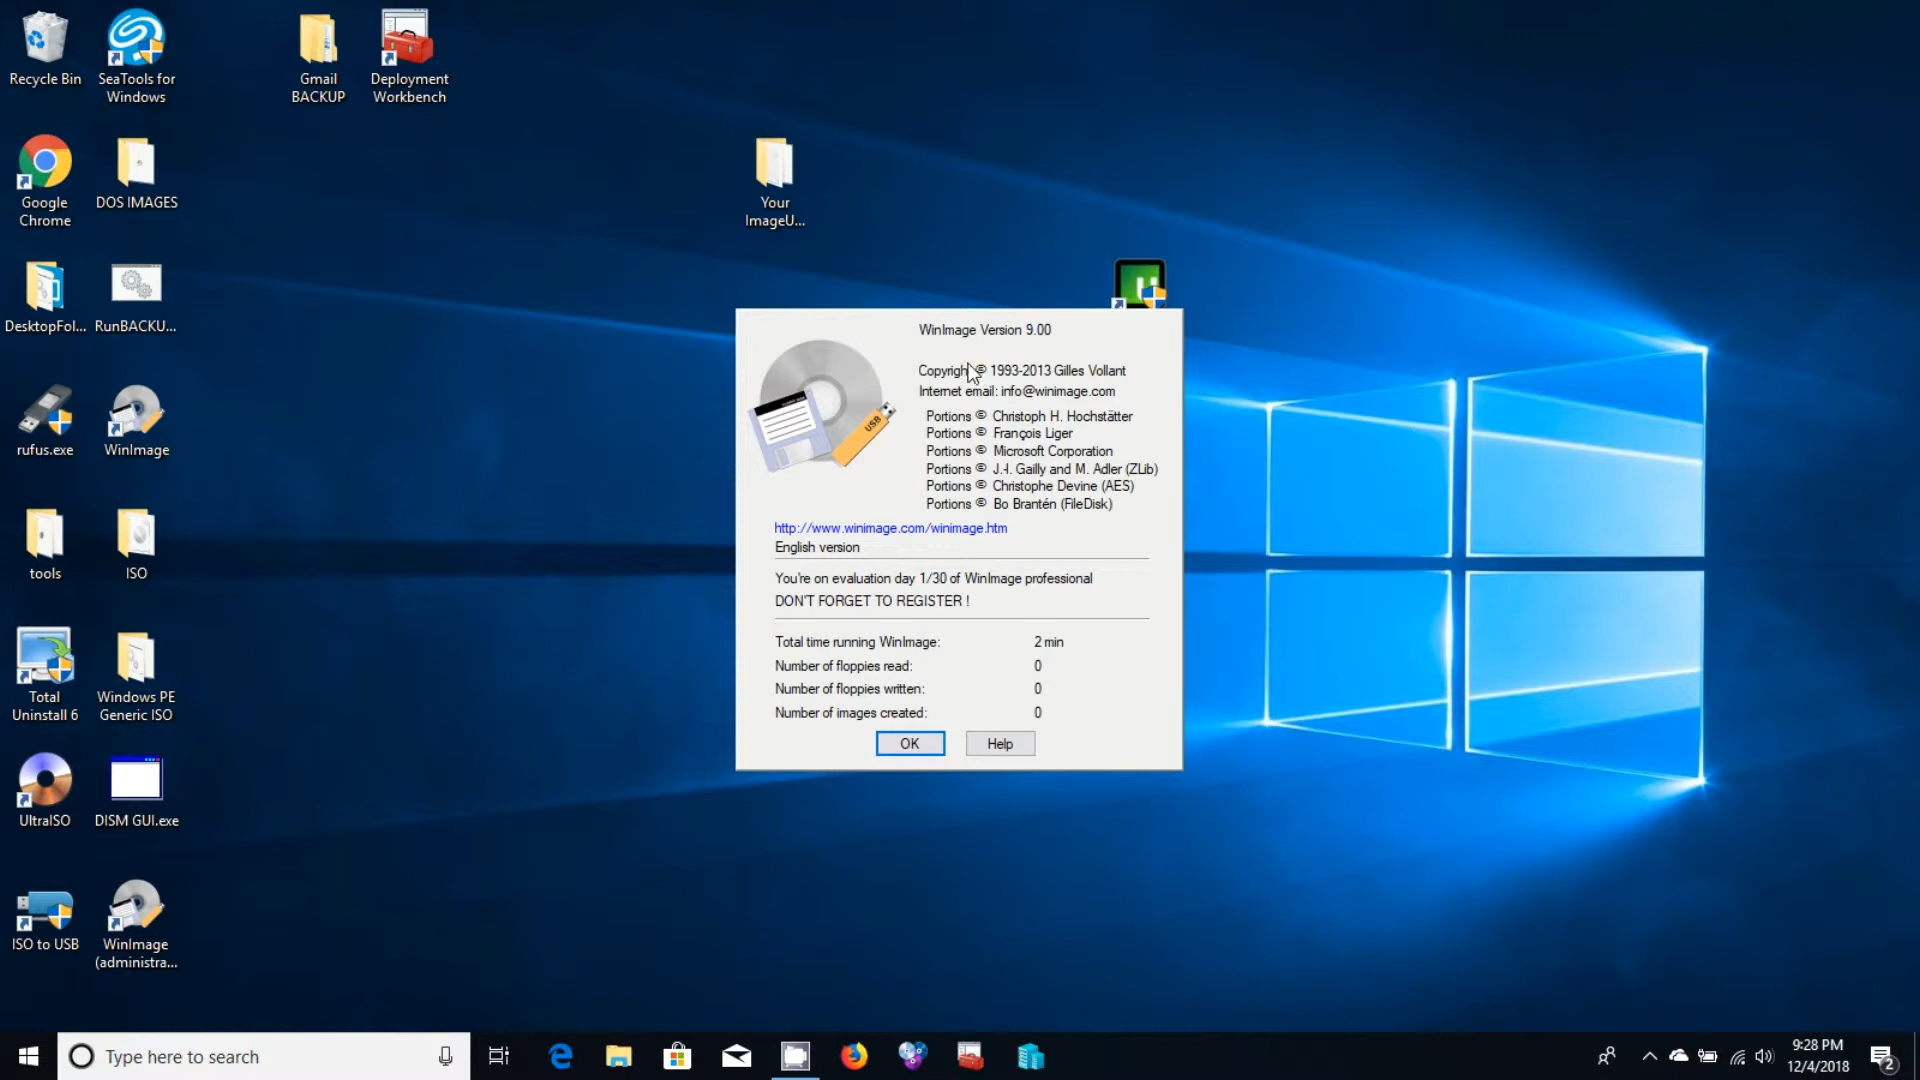 Recycle Bin
SeaTools for
Windows
Gmail
BACKUP
Deployment
Workbench
Google
Chrome
DOS IMAGES
Your
ImageU...
DesktopFol...
RunBACKU...
rufus.exe
WinImage
tools
ISO
Total
Uninstall 6
Windows PE
Generic ISO
UltraISO
DISM GUI.exe
ISO to USB
WinImage
(administra...
WinImage Version 9.00
Copyright © 1993-2013 Gilles Vollant
Internet email: info@winimage.com
Portions © Christoph H. Hochstätter
Portions © François Liger
Portions © Microsoft Corporation
Portions © J.-l. Gailly and M. Adler (ZLib)
Portions © Christophe Devine (AES)
Portions © Bo Brantén (FileDisk)
USB
http://www.winimage.com/winimage.htm
English version
You're on evaluation day 1/30 of WinImage professional
DON'T FORGET TO REGISTER !
Total time running WinImage: 2 min
Number of floppies read: 0
Number of floppies written: 0
Number of images created: 0
OK
Help
Type here to search
9:28 PM
12/4/2018
2